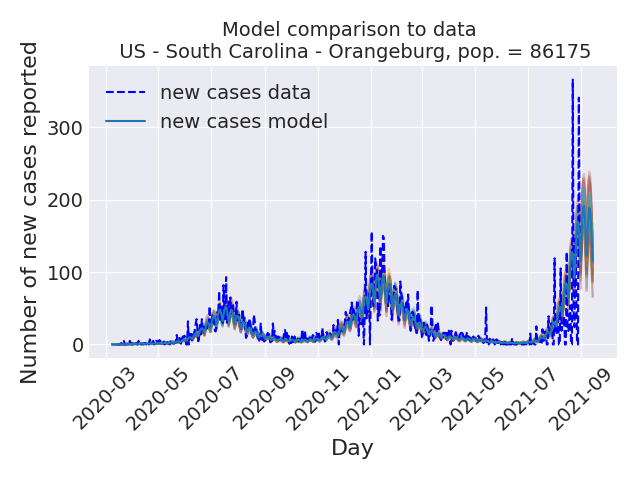 Model comparison to data
US - South Carolina - Orangeburg, pop. = 86175
new cases data
new cases model
Number of new cases reported
300
200
100
0
2020-03
2020-05
2020-07
2020-09
2020-11
2021-01
2021-03
2021-05
2021-07
2021-09
Day